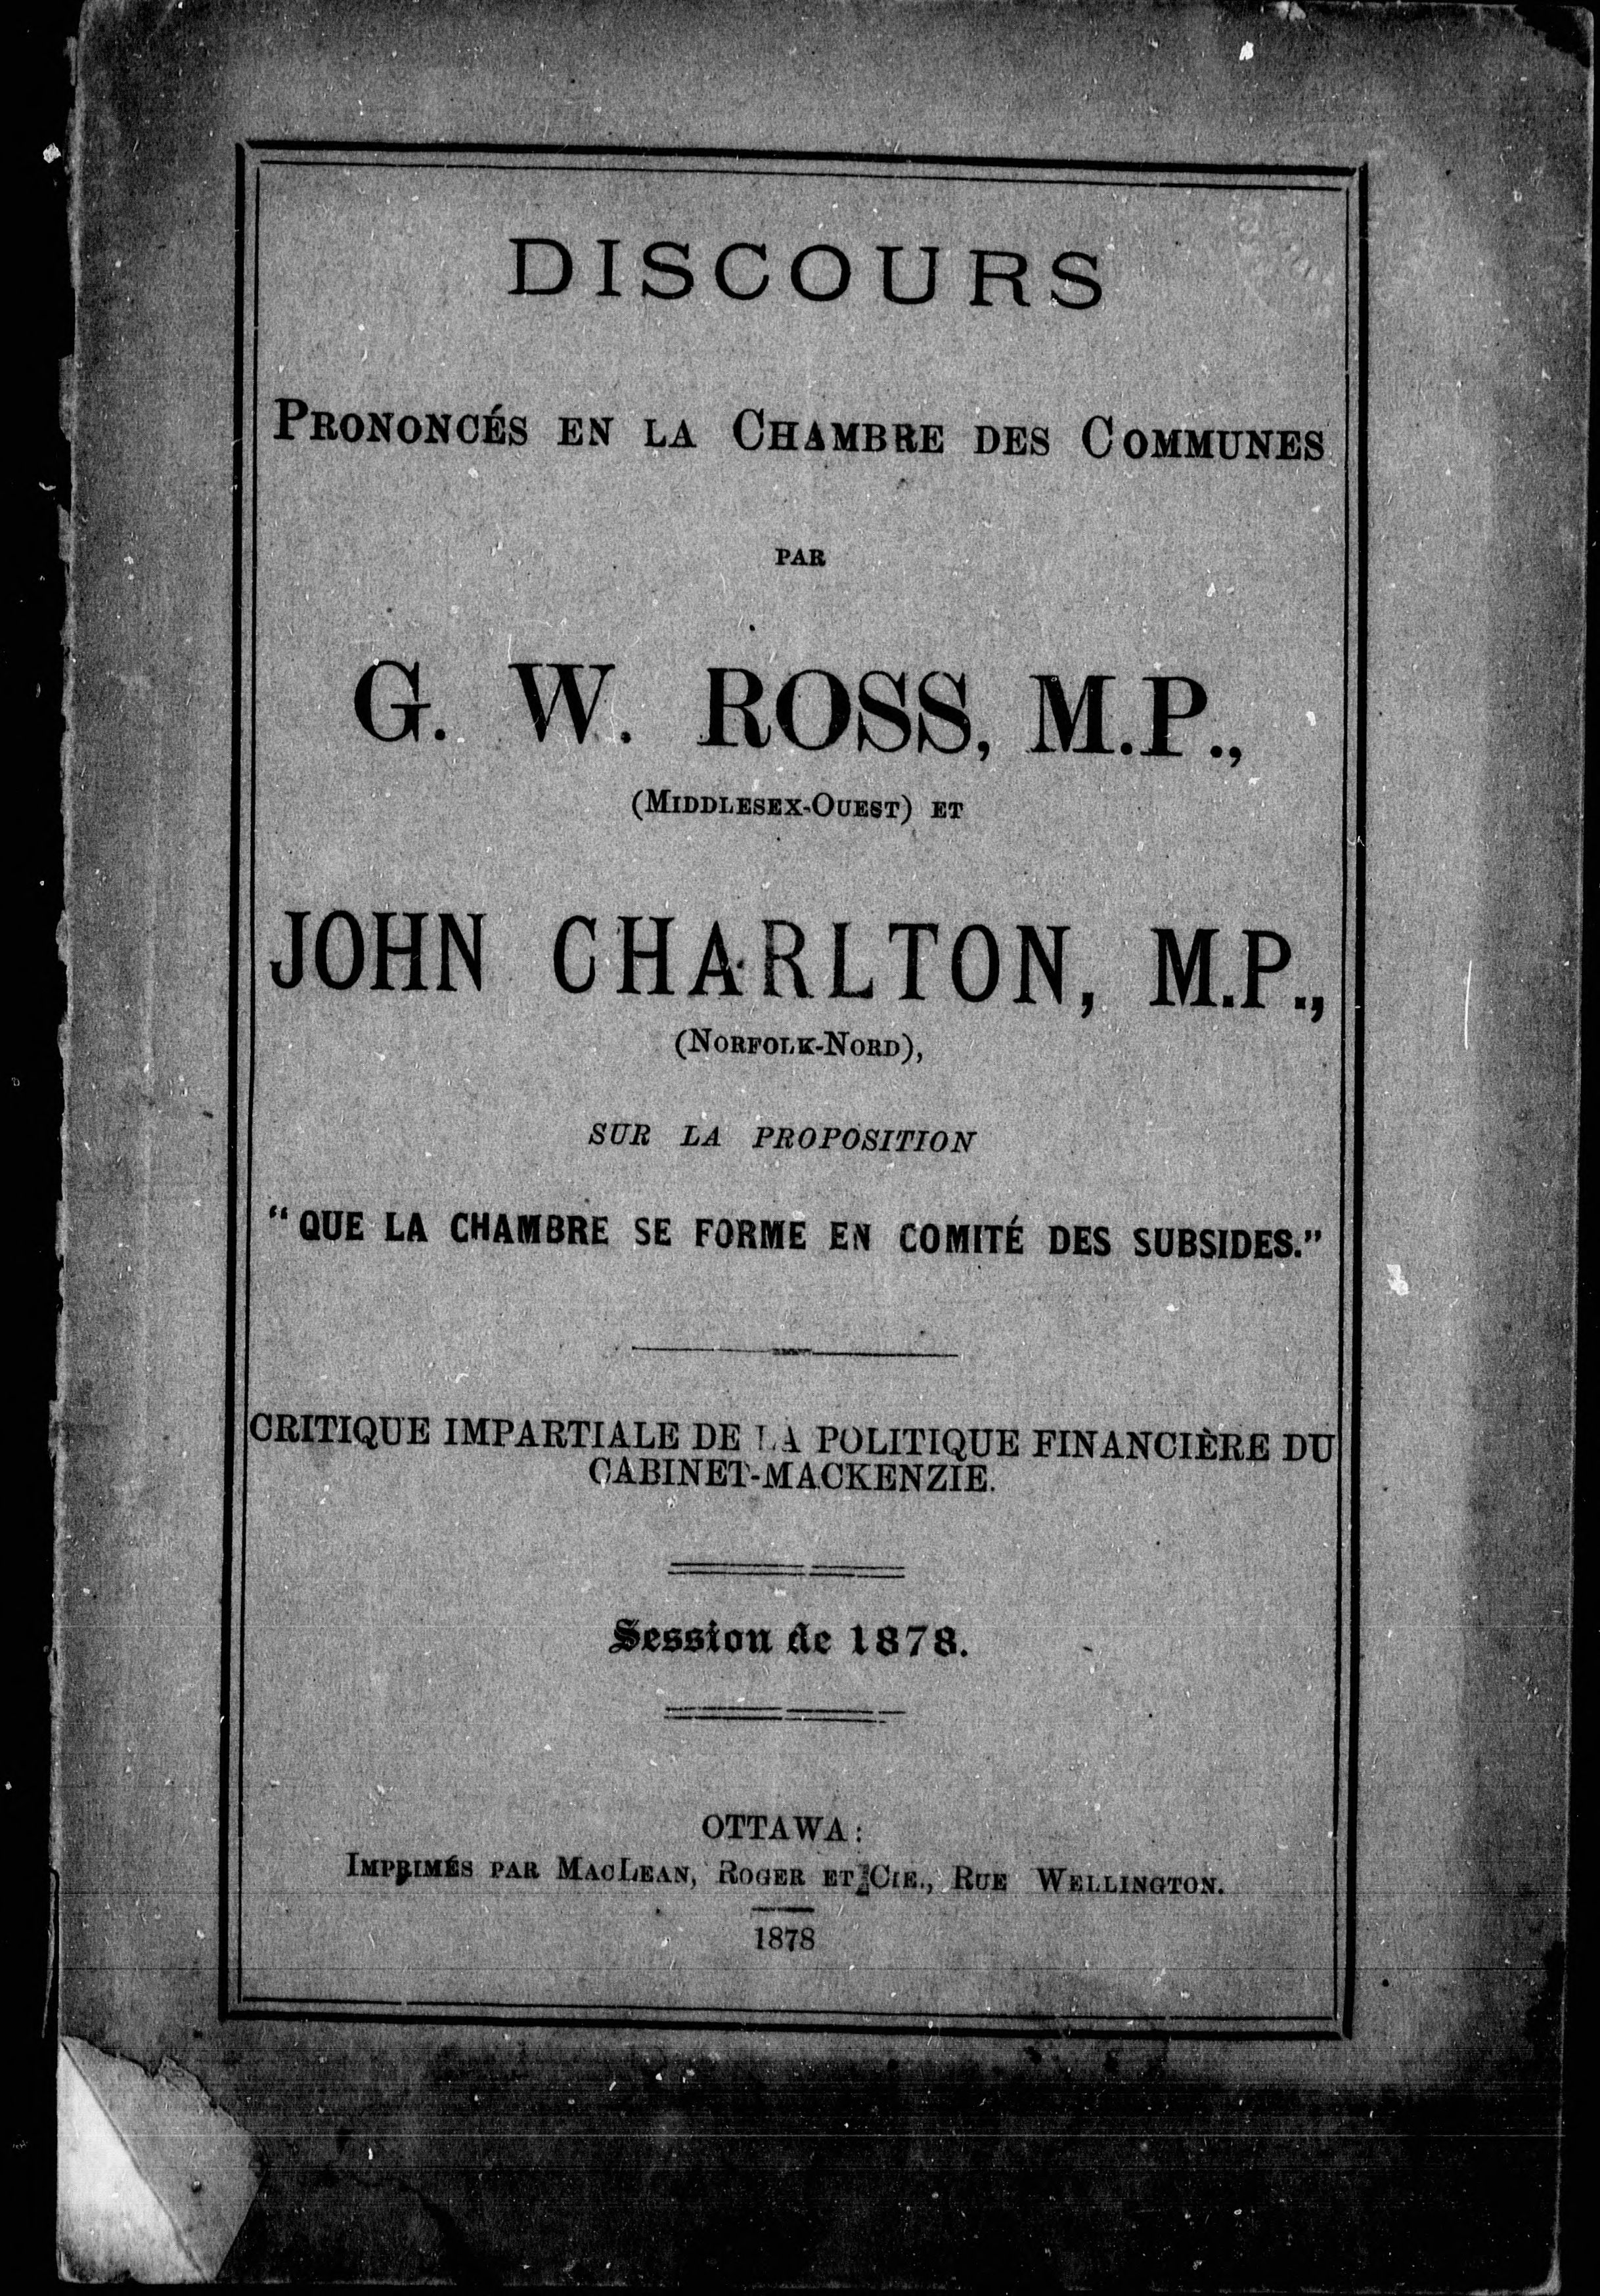 DISCOURS
PRONONCÉS EN LA CHAMBRE DES COMMUNES
PAR
G. W. ROSS, M.P.,
(MIDDLESEX-OUEST) ET
JOHN CHARLTON, M.P.,
(NORFOLK-NORD),
SUR LA PROPOSITION
“QUE LA CHAMBRE SE FORME EN COMITÉ DES SUBSIDES.”
CRITIQUE IMPARTIALE DE LA POLITIQUE FINANCIÈRE DU
CABINET-MACKENZIE.
Session de 1878.
OTTAWA:
IMPRIMÉS PAR MACLEAN, ROGER ET CIE., RUE WELLINGTON.
1878